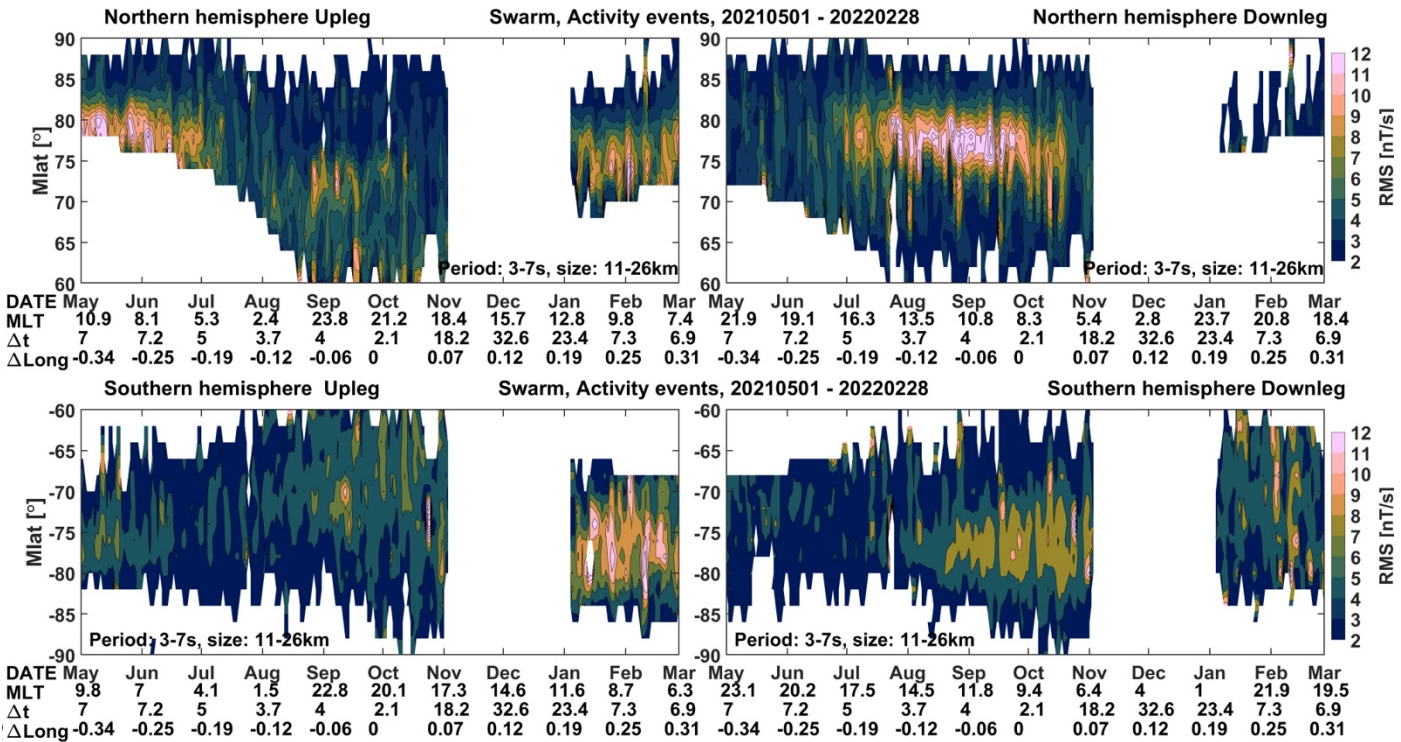 Northern hemisphere Upleg Swarm, Activity events, 20210501 - 20220228 Northern hemisphere Downleg
90 90 12
85 85 11
80 80 10
75 75 9
70 70 8
65 65 7
60 60 6
5
4
3
2
Mlat [°] RMS [nT/s]
Period: 3-7s, size: 11-26km Period: 3-7s, size: 11-26km
DATE May Jun Jul Aug Sep Oct Nov Dec Jan Feb Mar May Jun Jul Aug Sep Oct Nov Dec Jan Feb Mar
MLT 10.9 8.1 5.3 2.4 23.8 21.2 18.4 15.7 12.8 9.8 7.4 21.9 19.1 16.3 13.5 10.8 8.3 5.4 2.8 23.7 20.8 18.4
Δt 7 7.2 5 3.7 4 2.1 18.2 32.6 23.4 7.3 6.9 7 7.2 5 3.7 4 2.1 18.2 32.6 23.4 7.3 6.9
ΔLong -0.34 -0.25 -0.19 -0.12 -0.06 0 0.07 0.12 0.19 0.25 0.31 -0.34 -0.25 -0.19 -0.12 -0.06 0 0.07 0.12 0.19 0.25 0.31
Southern hemisphere Upleg Swarm, Activity events, 20210501 - 20220228 Southern hemisphere Downleg
-60 -60 12
-65 -65 11
-70 -70 10
-75 -75 9
-80 -80 8
-85 -85 7
-90 -90 6
5
4
3
2
Mlat [°] RMS [nT/s]
Period: 3-7s, size: 11-26km Period: 3-7s, size: 11-26km
DATE May Jun Jul Aug Sep Oct Nov Dec Jan Feb Mar May Jun Jul Aug Sep Oct Nov Dec Jan Feb Mar
MLT 9.8 7 4.1 1.5 22.8 20.1 17.3 14.6 11.6 8.7 6.3 23.1 20.2 17.5 14.5 11.8 9.4 6.4 4 1 21.9 19.5
Δt 7 7.2 5 3.7 4 2.1 18.2 32.6 23.4 7.3 6.9 7 7.2 5 3.7 4 2.1 18.2 32.6 23.4 7.3 6.9
ΔLong -0.34 -0.25 -0.19 -0.12 -0.06 0 0.07 0.12 0.19 0.25 0.31 -0.34 -0.25 -0.19 -0.12 -0.06 0 0.07 0.12 0.19 0.25 0.31